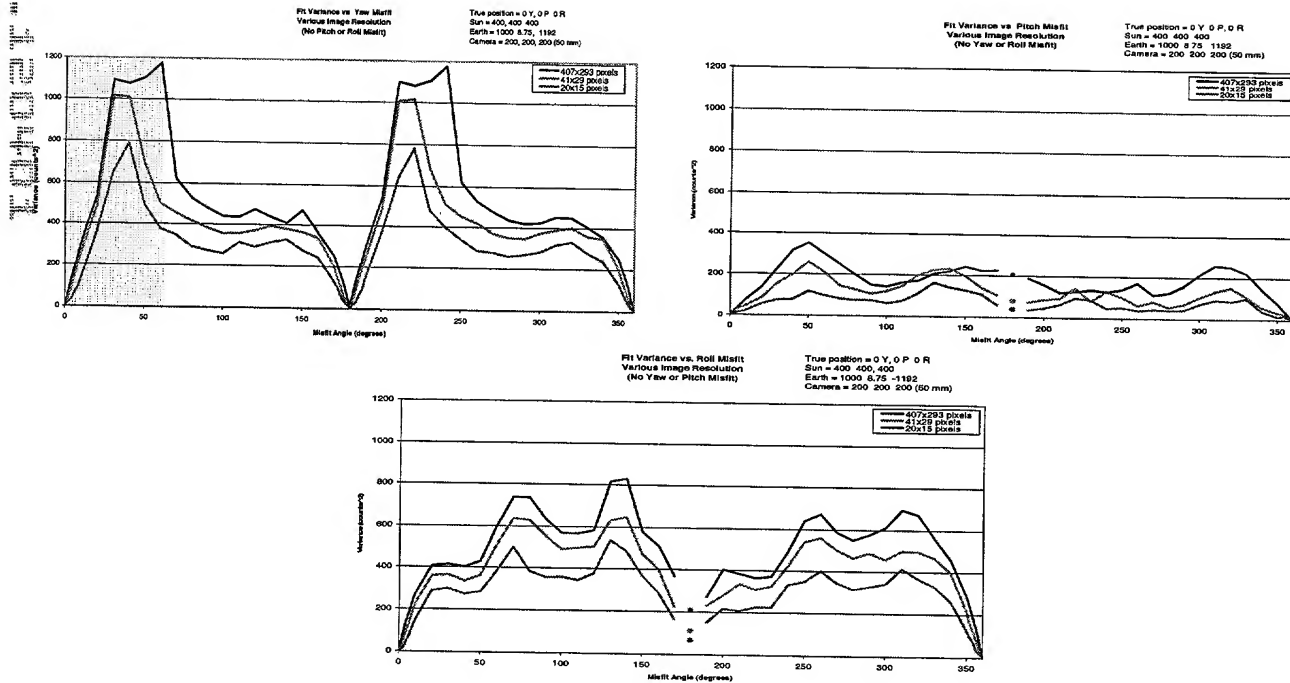 Fit Variance vs Yaw Misfit
Various Image Resolution
(No Pitch or Roll Misfit)
True position = 0 Y, 0 P 0 R
Sun = 400, 400 400
Earth = 1000 8.75, 1192
Camera = 200, 200, 200 (50 mm)
407x293 pixels
41x29 pixels
20x15 pixels
1200
1000
800
600
400
200
0
Variance (counts^2)
0
50
100
150
200
250
300
350
Misfit Angle (degrees)
Fit Variance vs Pitch Misfit
Various Image Resolution
(No Yaw or Roll Misfit)
True position = 0 Y 0 P, 0 R
Sun = 400 400 400
Earth = 1000 8 75 1192
Camera = 200 200 200 (50 mm)
407x293 pixels
41x29 pixels
20x15 pixels
1200
1000
800
600
400
200
0
Variance (counts^2)
0
50
100
150
200
250
300
350
Misfit Angle (degrees)
Fit Variance vs. Roll Misfit
Various Image Resolution
(No Yaw or Pitch Misfit)
True position = 0 Y, 0 P 0 R
Sun = 400 400, 400
Earth = 1000 8.75 -1192
Camera = 200 200 200 (50 mm)
407x293 pixels
41x29 pixels
20x15 pixels
1200
1000
800
600
400
200
0
Variance (counts^2)
0
50
100
150
200
250
300
350
Misfit Angle (degrees)